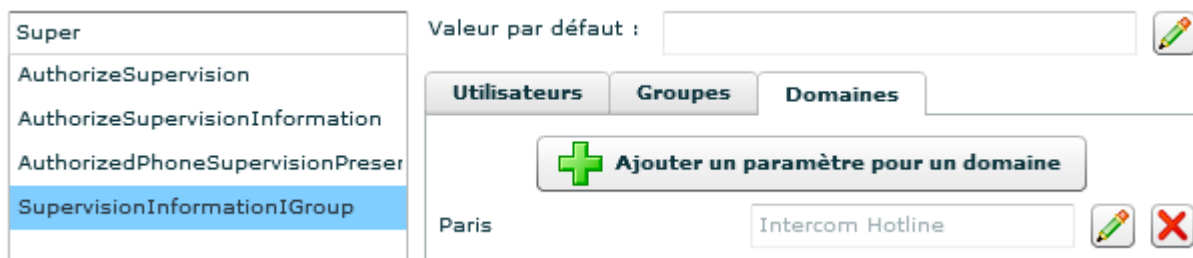 Super
AuthorizeSupervision
AuthorizeSupervisionInformation
AuthorizedPhoneSupervisionPreser
SupervisionInformationIGroup
Valeur par défaut :
Utilisateurs Groupes Domaines
Ajouter un paramètre pour un domaine
Paris Intercom Hotline